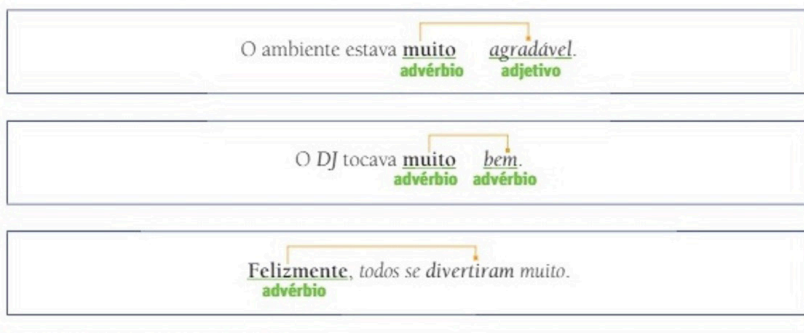 O ambiente estava muito agradável.
advérbio adjetivo
O DJ tocava muito bem.
advérbio advérbio
Felizmente, todos se divertiram muito.
advérbio